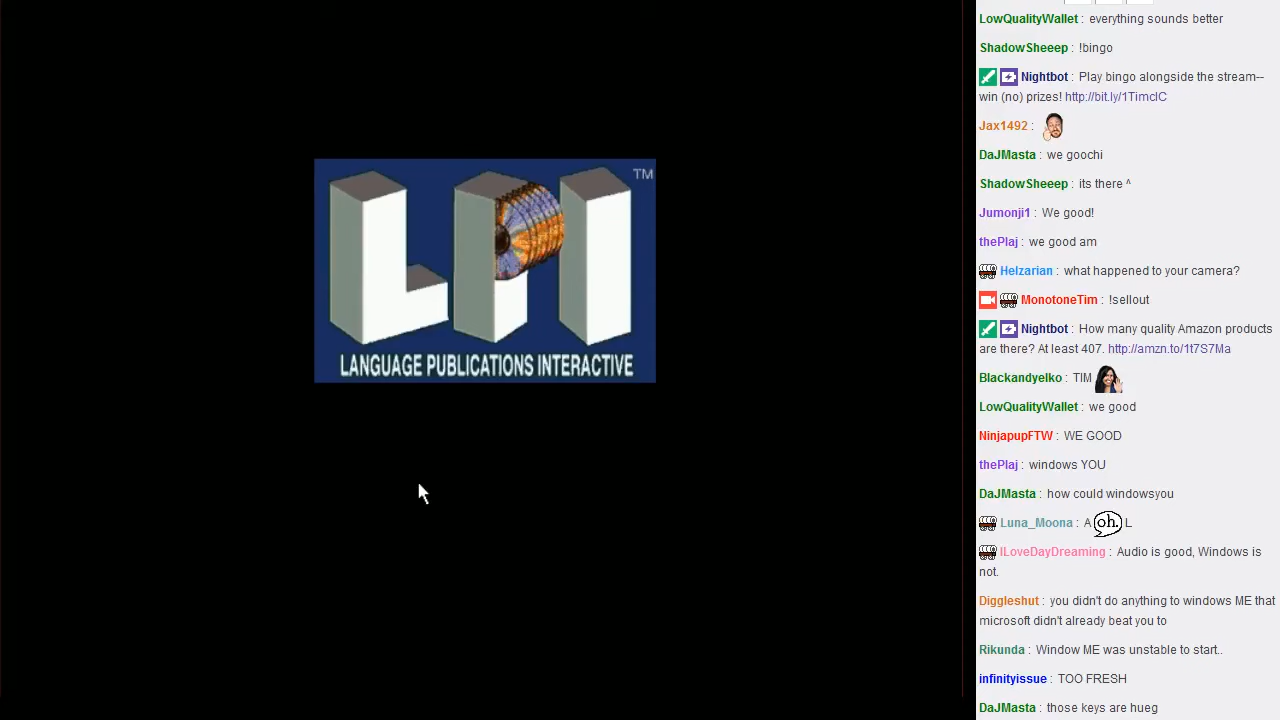 LPI
TM
LANGUAGE PUBLICATIONS INTERACTIVE
LowQualityWallet : everything sounds better
ShadowSheeep : !bingo
Nightbot : Play bingo alongside the stream--
win (no) prizes! http://bit.ly/1TimclC
Jax1492 :
DaJMasta : we goochi
ShadowSheeep : its there ^
Jumonji1 : We good!
thePlaj : we good am
Helzarian : what happened to your camera?
MonotoneTim : !sellout
Nightbot : How many quality Amazon products
are there? At least 407. http://amzn.to/1t7S7Ma
Blackandyelko : TIM
LowQualityWallet : we good
NinjapupFTW : WE GOOD
thePlaj : windows YOU
DaJMasta : how could windowsyou
Luna_Moona : A oh. L
ILoveDayDreaming : Audio is good, Windows is
not.
Diggleshut : you didn't do anything to windows ME that
microsoft didn't already beat you to
Rikunda : Window ME was unstable to start..
infinityissue : TOO FRESH
DaJMasta : those keys are hueg